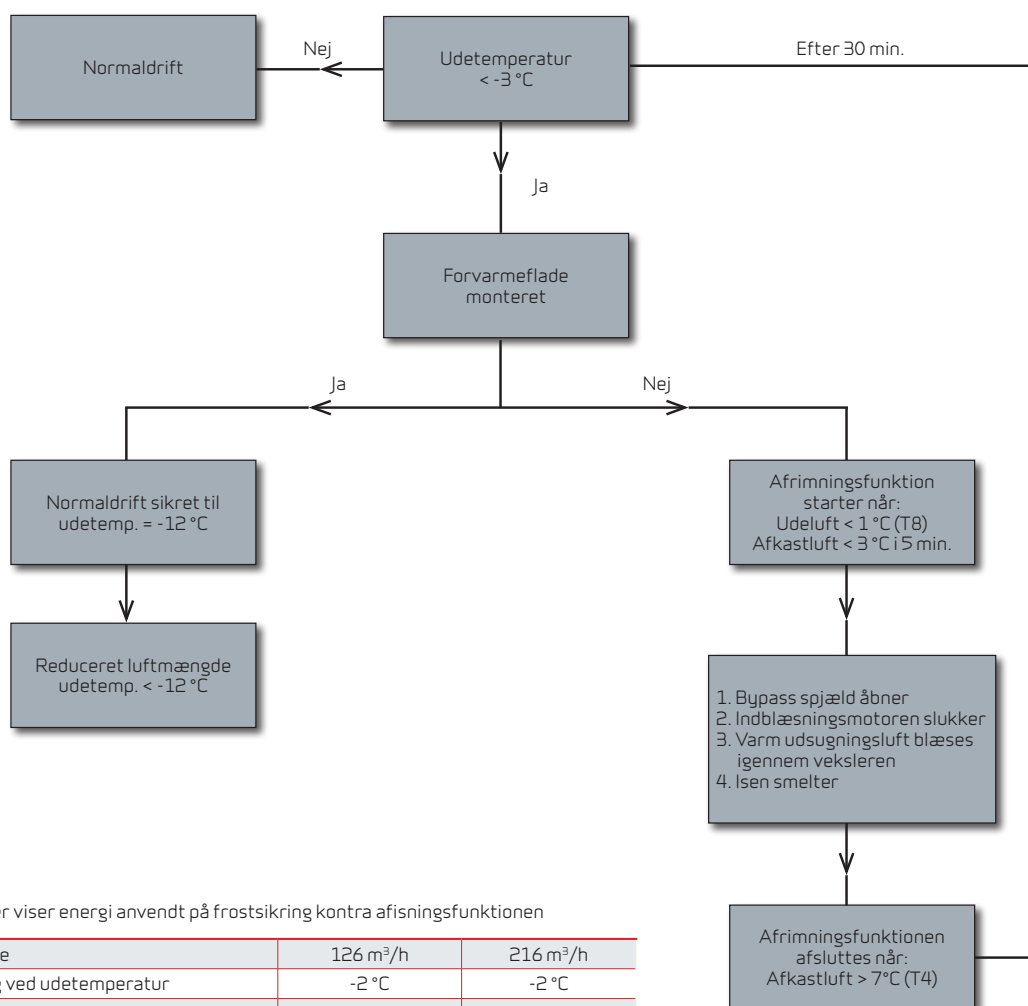 Normaldrift
Nej
Udetemperatur
< -3 °C
Efter 30 min.
Ja
Forvarmeflade
monteret
Ja
Nej
Normaldrift sikret til
udetemp. = -12 °C
Afrimningsfunktion
starter når:
Udeluft < 1 °C (T8)
Afkastluft < 3 °C i 5 min.
Reduceret luftmængde
udetemp. < -12 °C
1. Bypass spjæld åbner
2. Indblæsningsmotoren slukker
3. Varm udsugningsluft blæses
igennem veksleren
4. Isen smelter
Afrimningsfunktionen
afsluttes når:
Afkastluft > 7°C (T4)
viser energi anvendt på frostsikring kontra afisningsfunktionen
126 m³/h 216 m³/h
ved udetemperatur -2 °C -2 °C